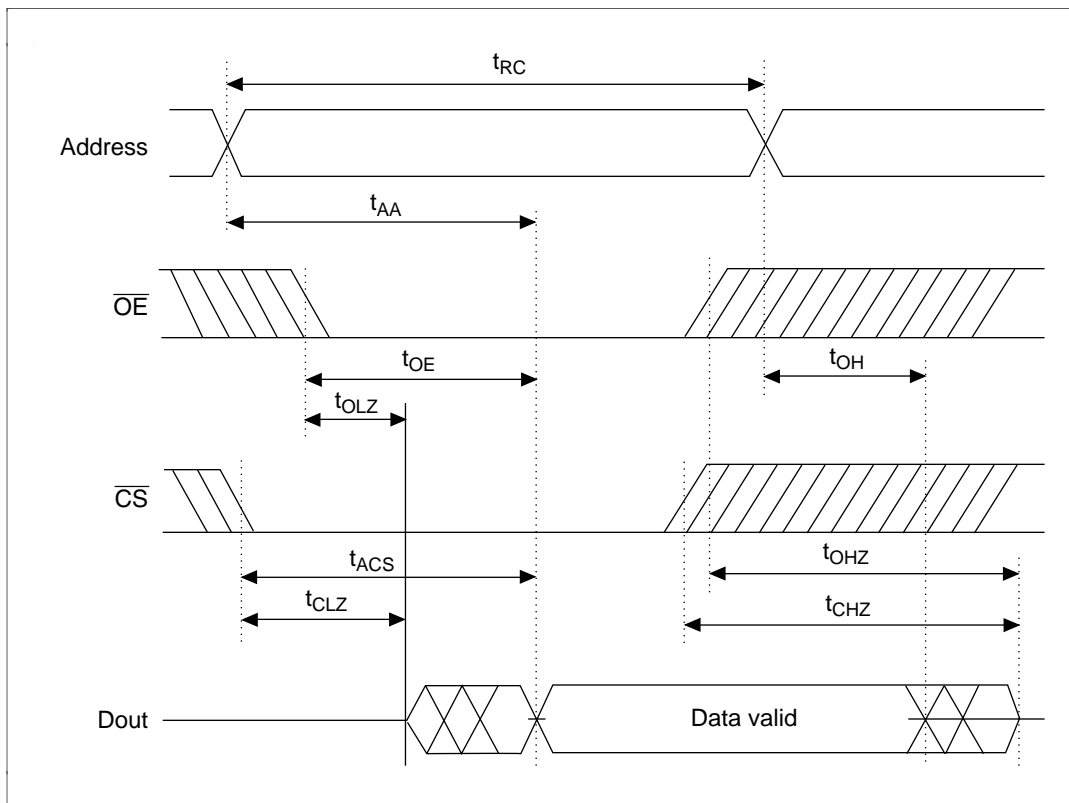 tRC
Address
tAA
OE
tOE
tOH
tOLZ
CS
tACS
tOHZ
tCLZ
tCHZ
Dout
Data valid